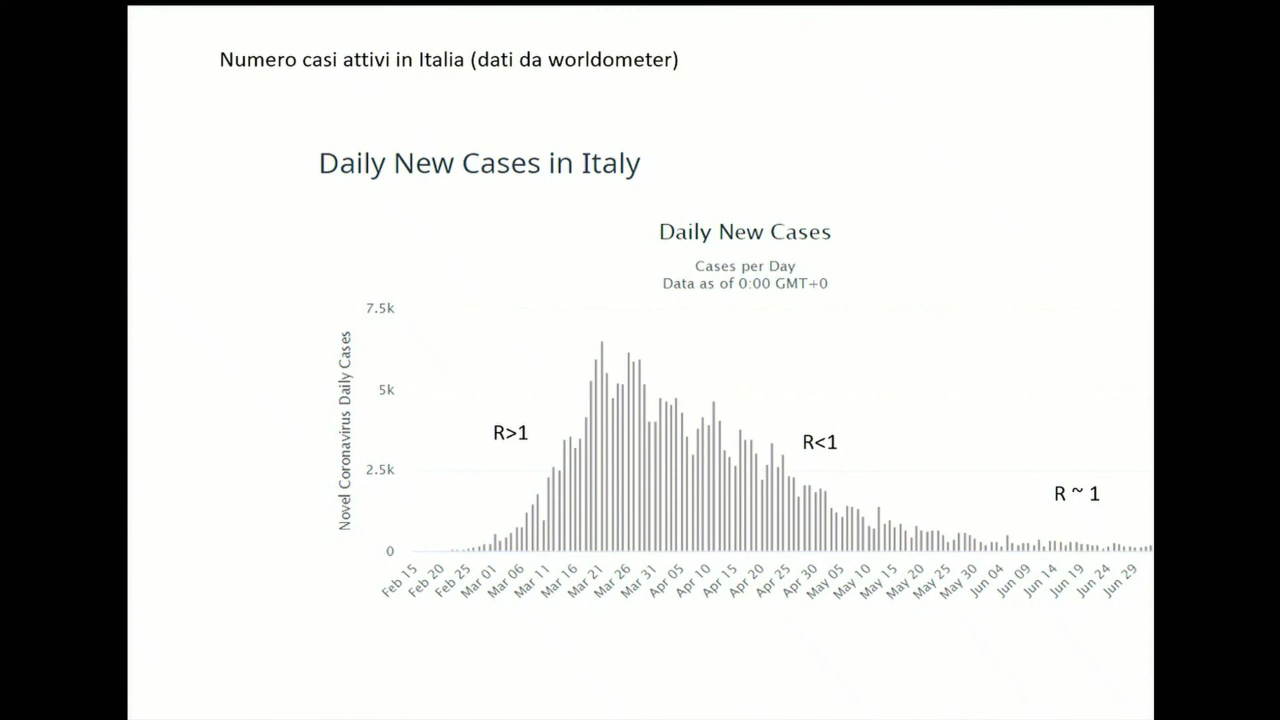 Numero casi attivi in Italia (dati da worldometer)
Daily New Cases in Italy
Daily New Cases
Cases per Day
Data as of 0:00 GMT+0
Novel Coronavirus Daily Cases
7.5k
5k
2.5k
0
R>1
R<1
R ~ 1
Feb 15
Feb 20
Feb 25
Mar 01
Mar 06
Mar 11
Mar 16
Mar 21
Mar 26
Mar 31
Apr 05
Apr 10
Apr 15
Apr 20
Apr 25
Apr 30
May 05
May 10
May 15
May 20
May 25
May 30
Jun 04
Jun 09
Jun 14
Jun 19
Jun 24
Jun 29